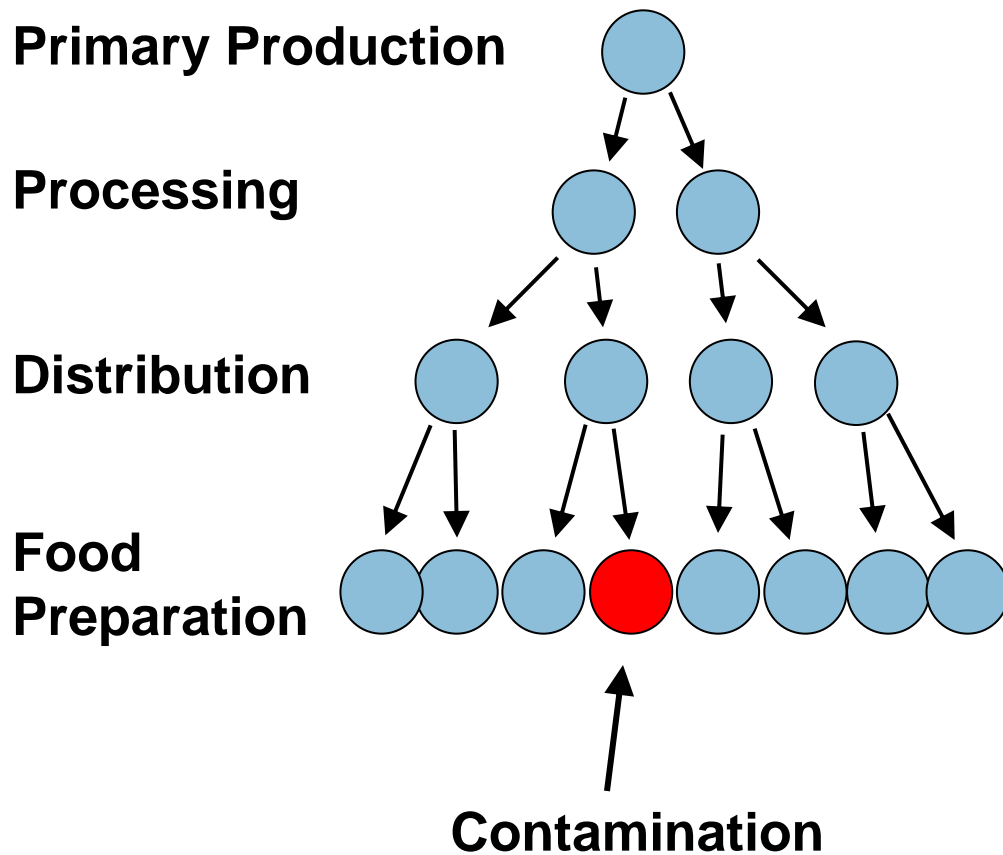 Primary Production
Processing
Distribution
Food
Preparation
Contamination